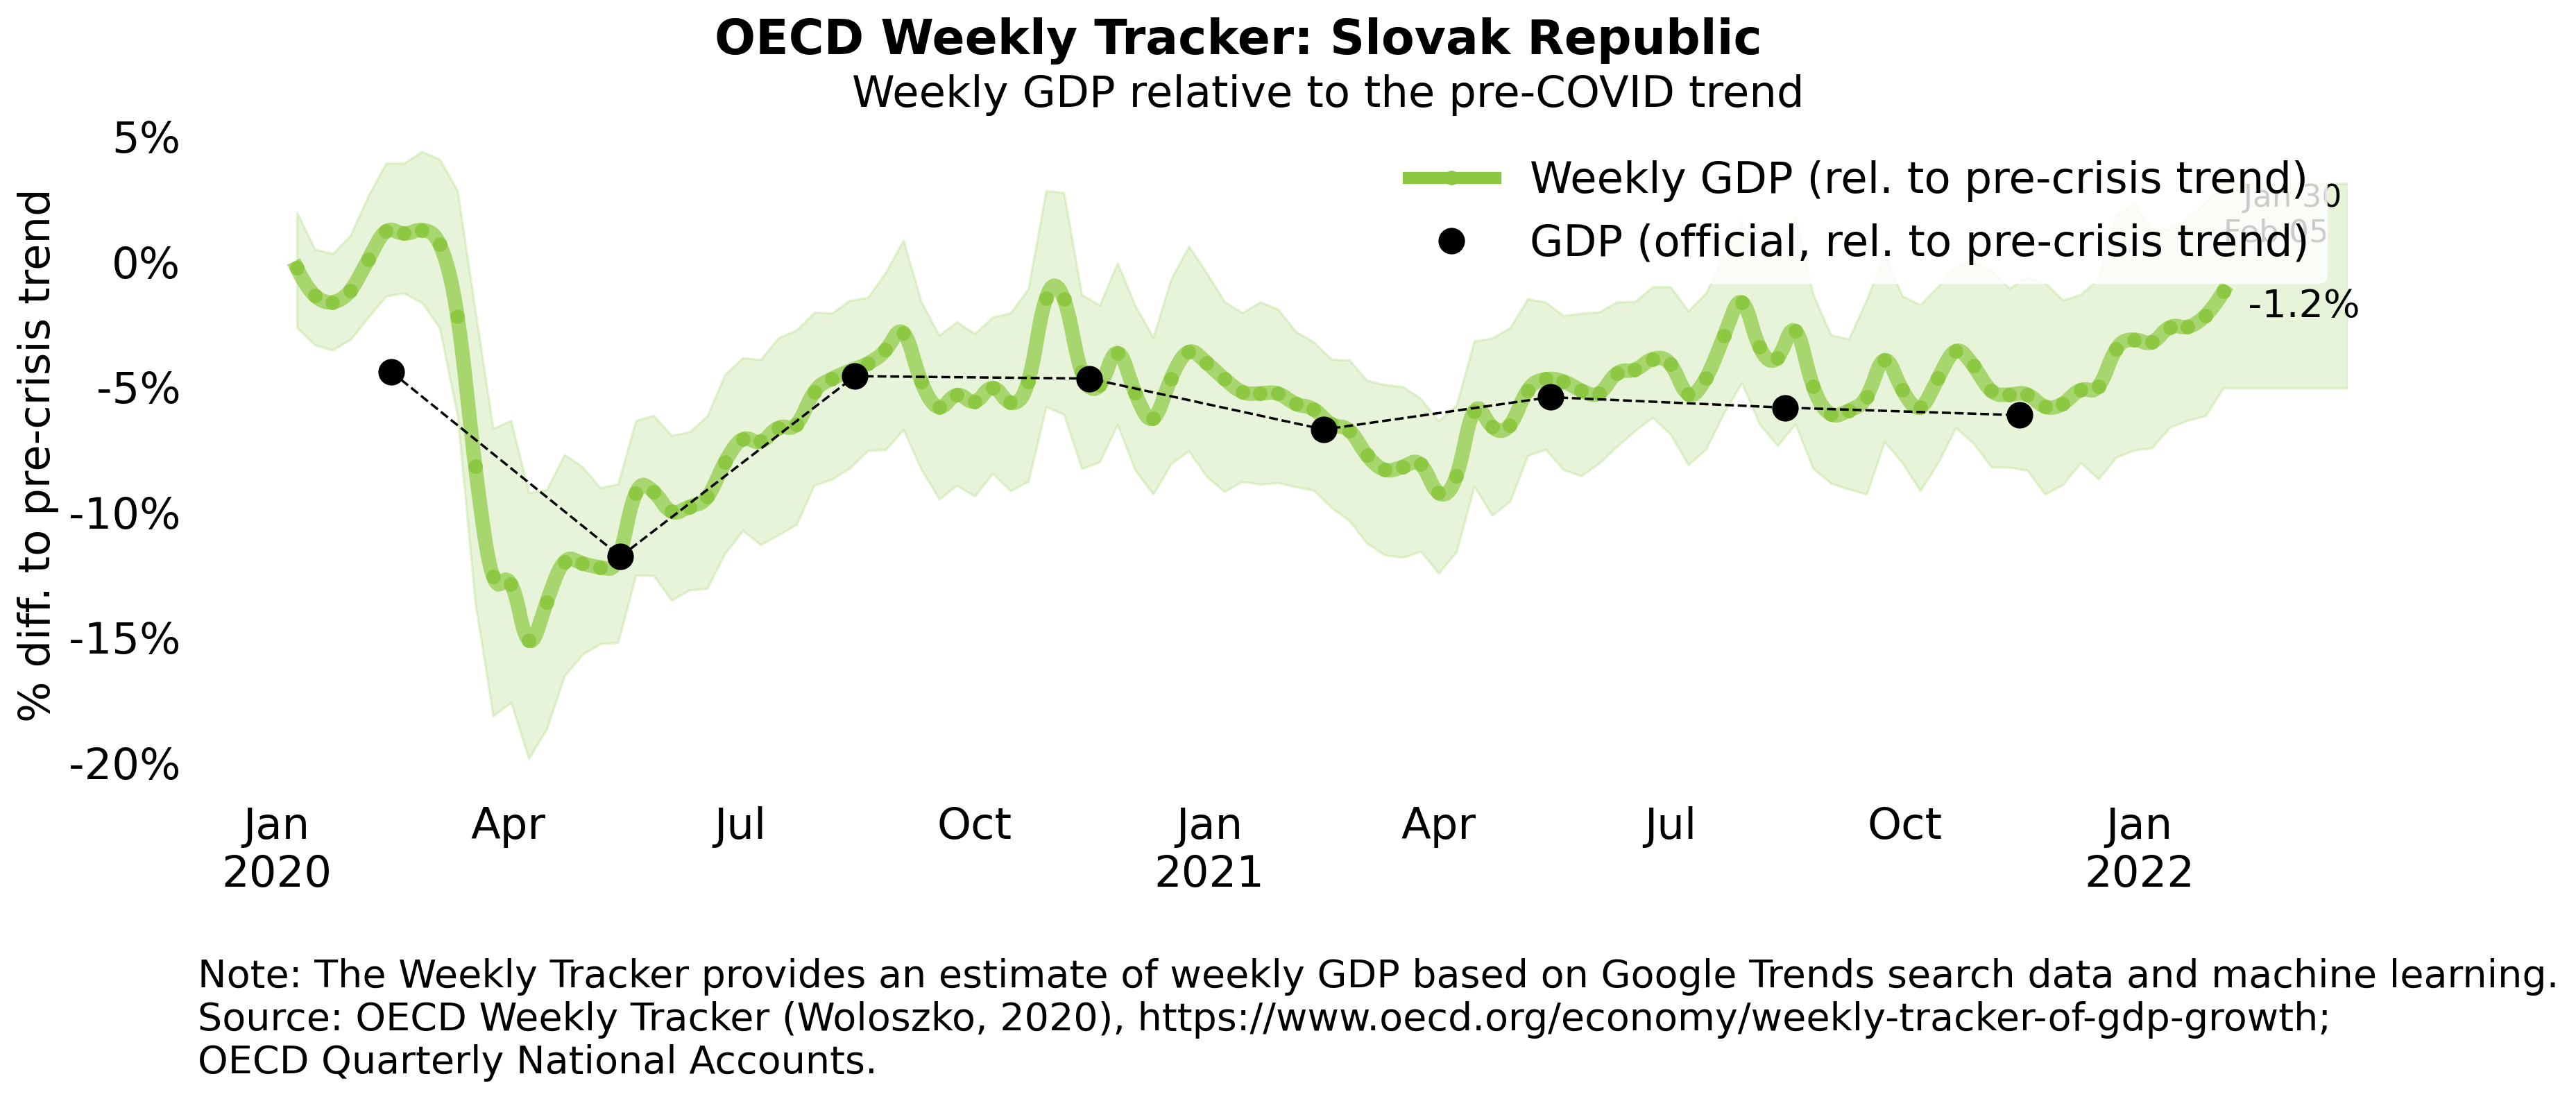 OECD Weekly Tracker: Slovak Republic
Weekly GDP relative to the pre-COVID trend
% diff. to pre-crisis trend
5%
0%
-5%
-10%
-15%
-20%
Weekly GDP (rel. to pre-crisis trend)
GDP (official, rel. to pre-crisis trend)
Jan 30
Feb 05
-1.2%
Jan Apr Jul Oct Jan Apr Jul Oct Jan
2020 2021 2022
Note: The Weekly Tracker provides an estimate of weekly GDP based on Google Trends search data and machine learning.
Source: OECD Weekly Tracker (Woloszko, 2020), https://www.oecd.org/economy/weekly-tracker-of-gdp-growth;
OECD Quarterly National Accounts.